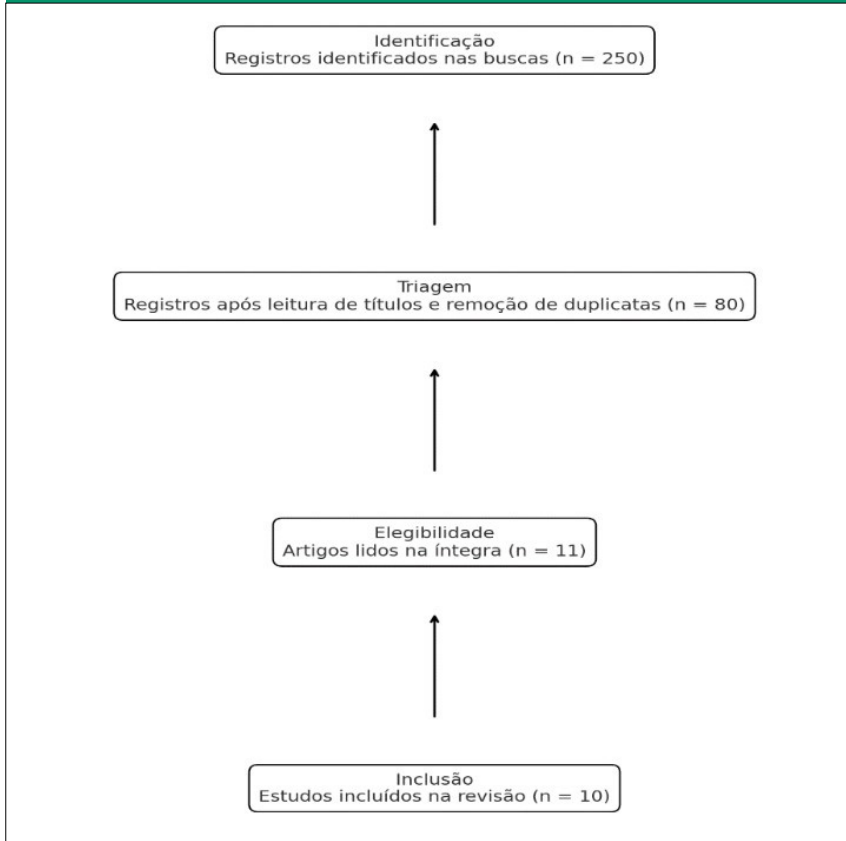 Identificação
Registros identificados nas buscas (n = 250)
Triagem
Registros após leitura de títulos e remoção de duplicatas (n = 80)
Elegibilidade
Artigos lidos na íntegra (n = 11)
Inclusão
Estudos incluídos na revisão (n = 10)